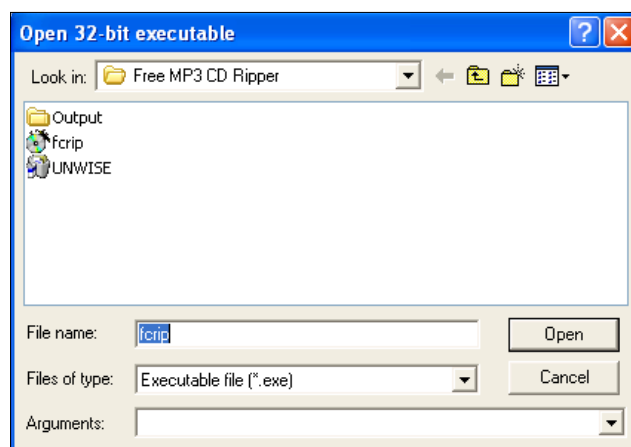 Open 32-bit executable
Look in: Free MP3 CD Ripper
Output
fcrip
UNWISE
File name: fcrip Open
Files of type: Executable file (*.exe) Cancel
Arguments: